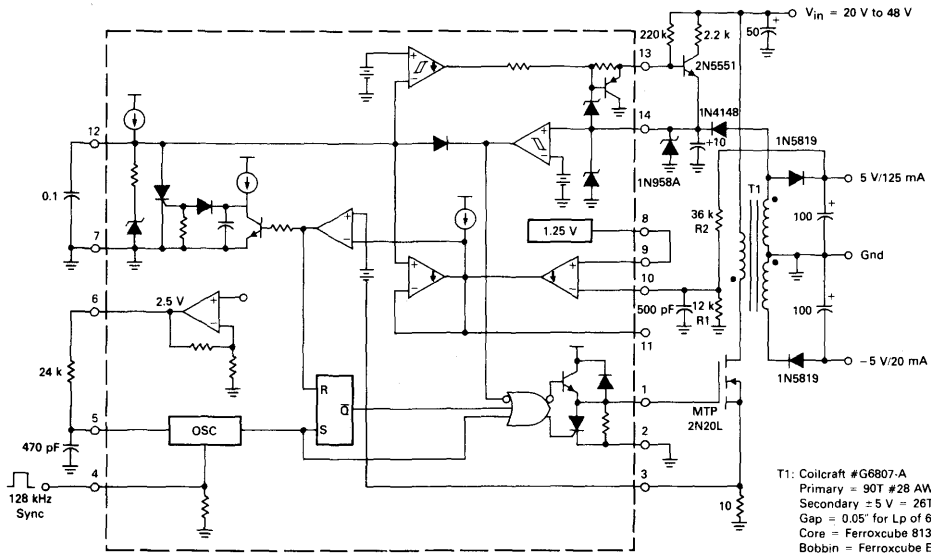 V_in = 20 V to 48 V
50
+
220 k
2.2 k
13
2N5551
14
1N4148
+10
1N5819
1N958A
12
0.1
7
6
2.5 V
24 k
5
OSC
470 pF
4
128 kHz
Sync
R
S
Q̅
1.25 V
8
9
10
11
500 pF
36 k
R2
12 k
R1
T1
5 V/125 mA
+
100
Gnd
+
100
–5 V/20 mA
1N5819
1
2
3
MTP
2N20L
10
T1: Coilcraft #G6807-A
Primary = 90T #28 AW
Secondary ±5 V = 26T
Gap = 0.05" for Lp of 6
Core = Ferroxcube 813
Bobbin = Ferroxcube E